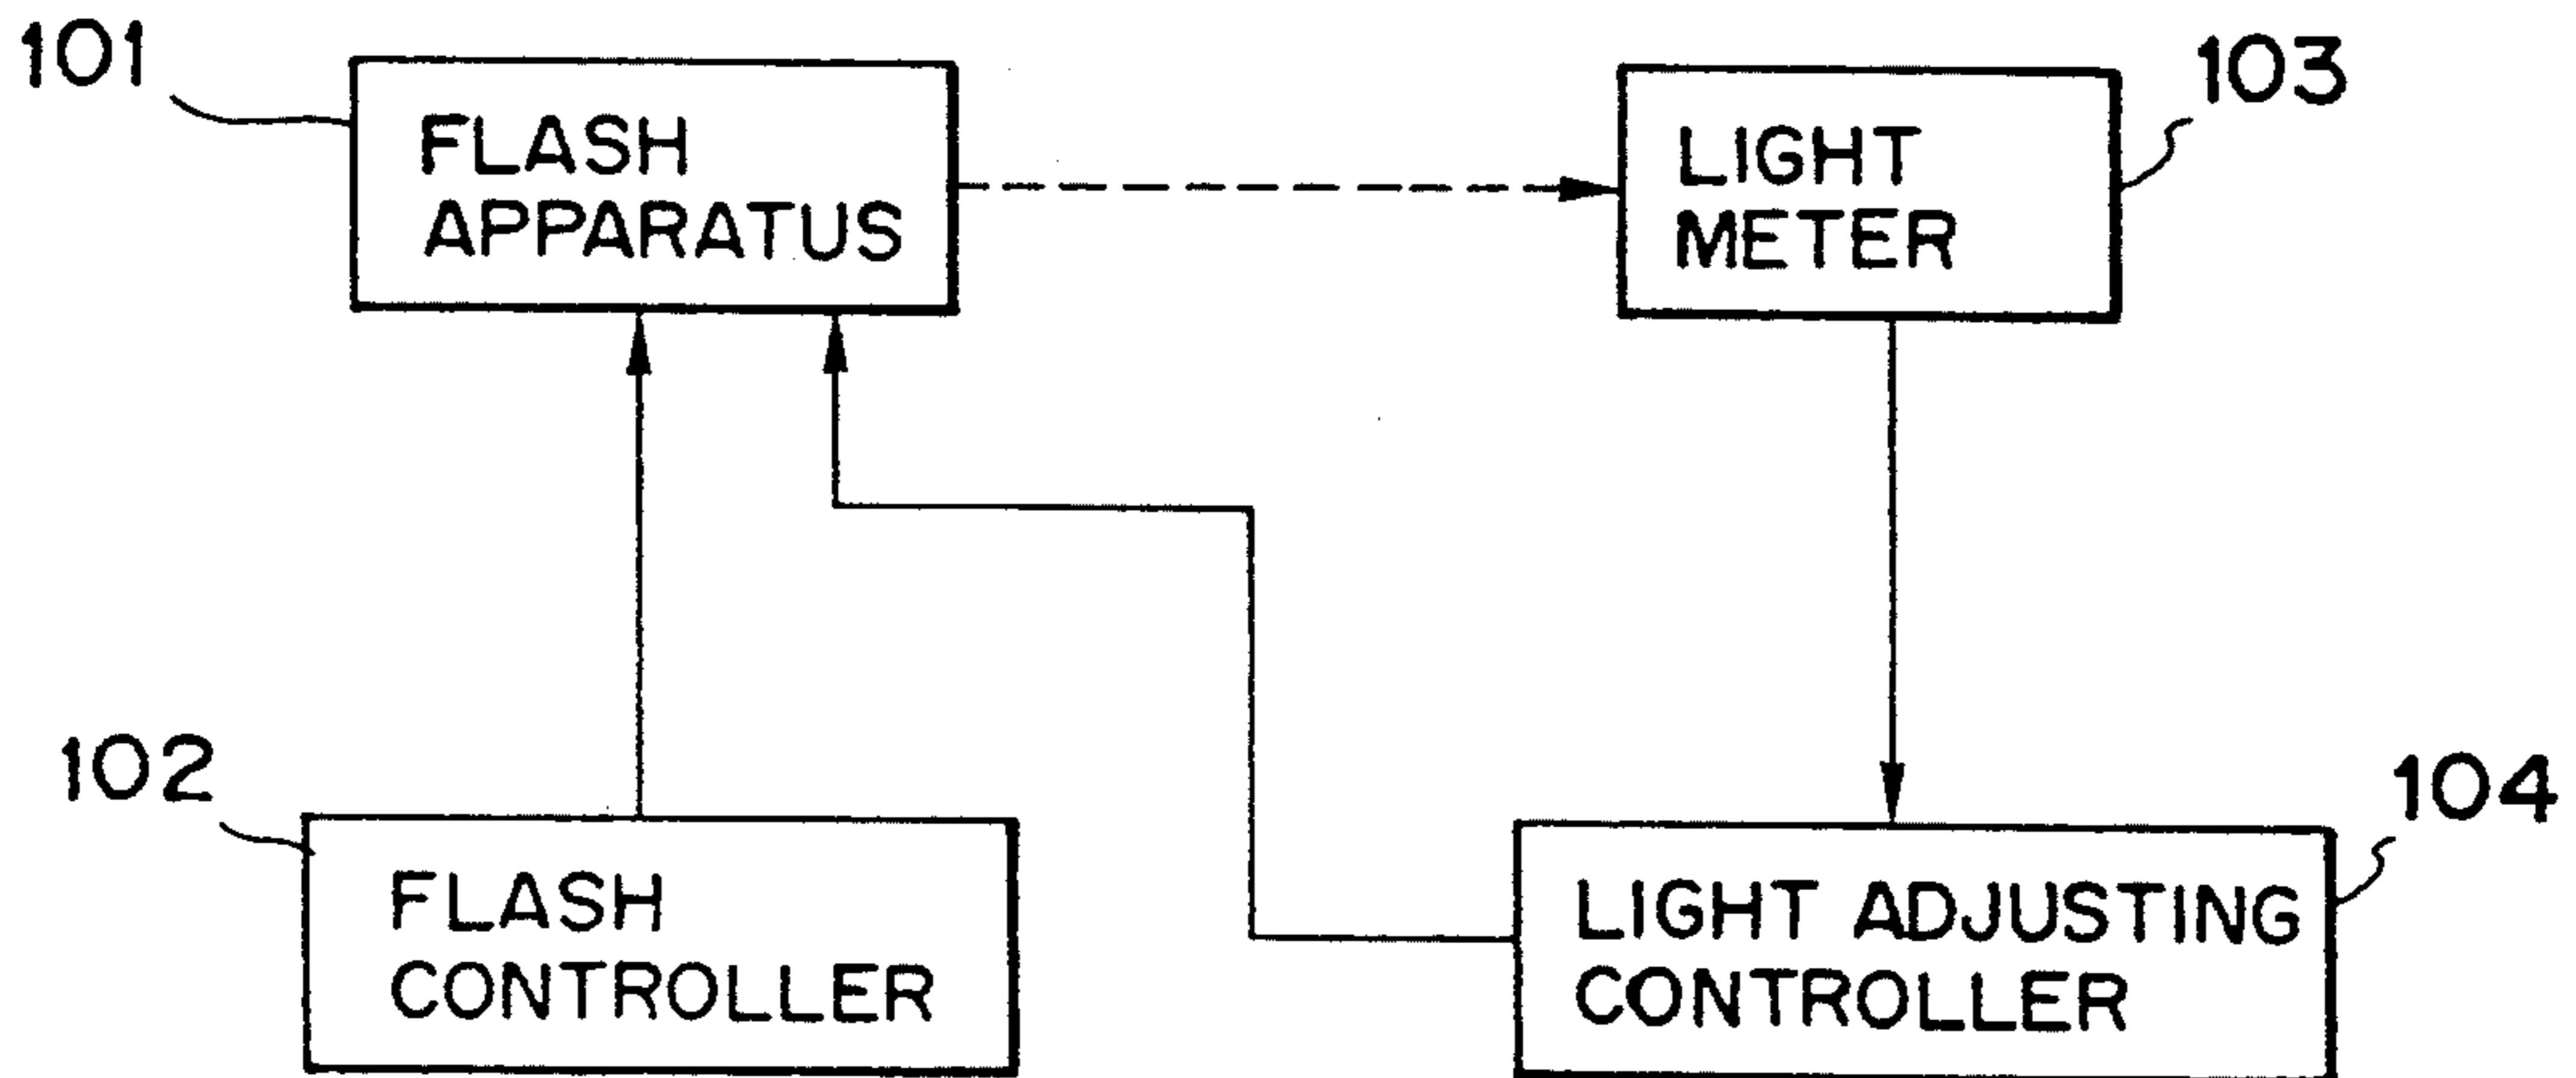 101
FLASH
APPARATUS
103
LIGHT
METER
102
FLASH
CONTROLLER
104
LIGHT ADJUSTING
CONTROLLER